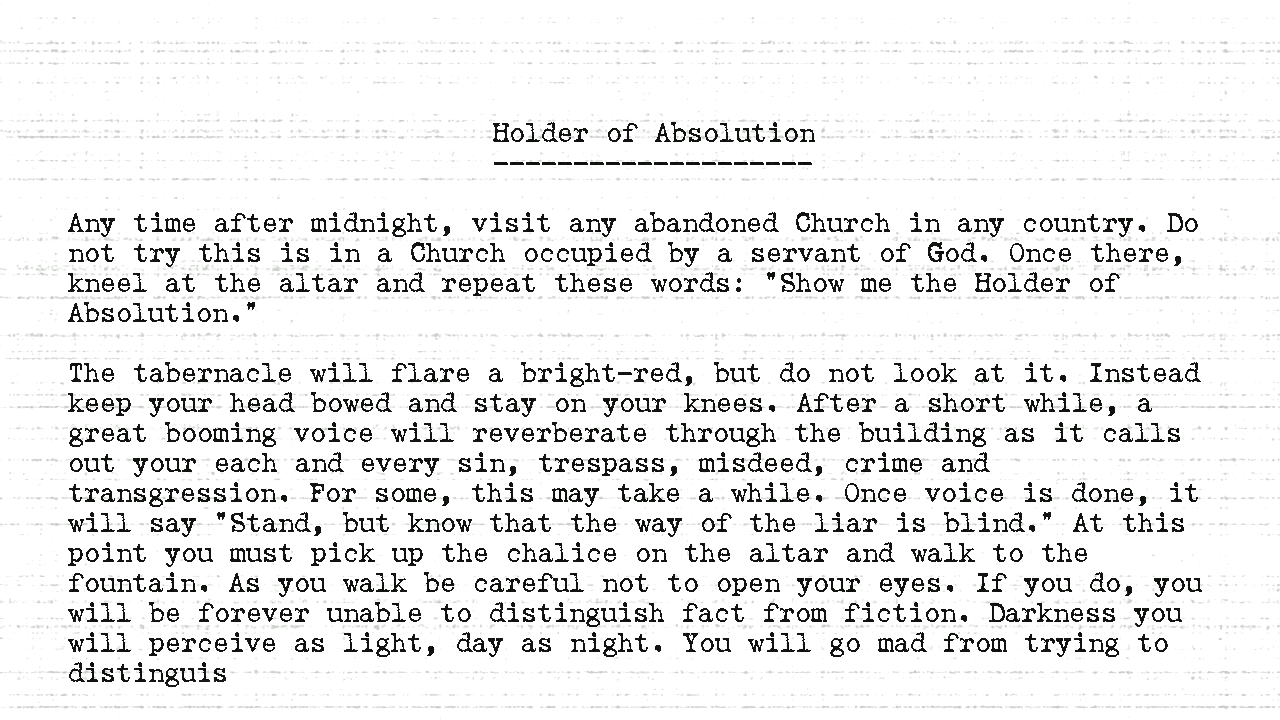 Holder of Absolution
--------------------
Any time after midnight, visit any abandoned Church in any country. Do
not try this is in a Church occupied by a servant of God. Once there,
kneel at the altar and repeat these words: "Show me the Holder of
Absolution."
The tabernacle will flare a bright-red, but do not look at it. Instead
keep your head bowed and stay on your knees. After a short while, a
great booming voice will reverberate through the building as it calls
out your each and every sin, trespass, misdeed, crime and
transgression. For some, this may take a while. Once voice is done, it
will say "Stand, but know that the way of the liar is blind." At this
point you must pick up the chalice on the altar and walk to the
fountain. As you walk be careful not to open your eyes. If you do, you
will be forever unable to distinguish fact from fiction. Darkness you
will perceive as light, day as night. You will go mad from trying to
distinguis